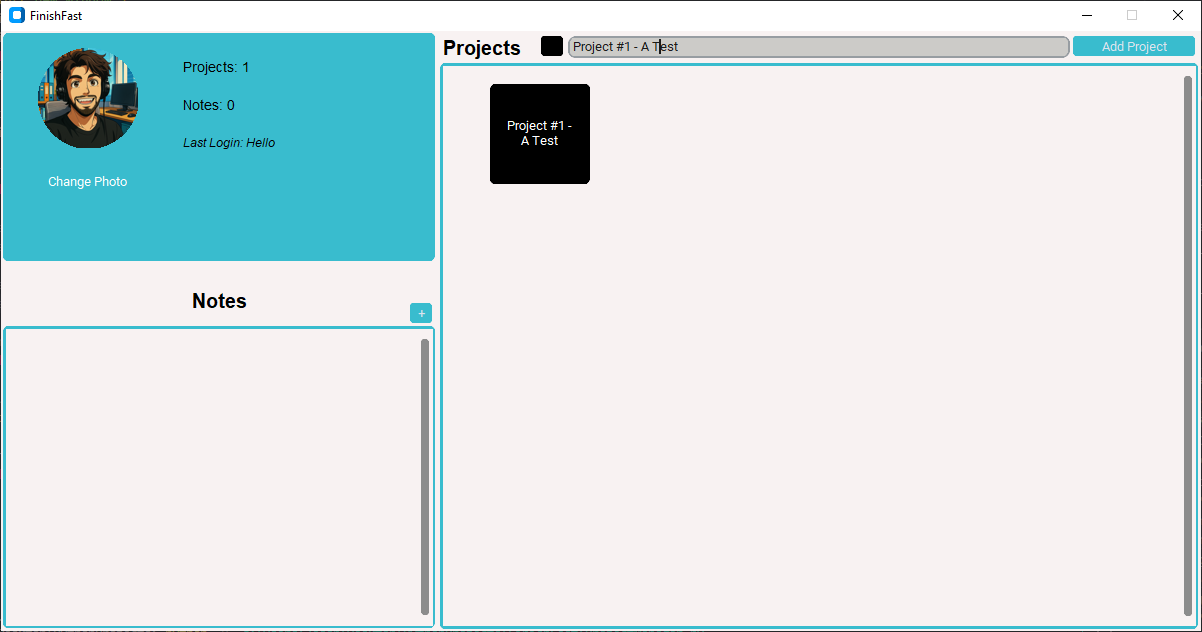 FinishFast
Projects: 1
Notes: 0
Last Login: Hello
Change Photo
Notes
+
Projects
Project #1 - A Test
Add Project
Project #1 -
A Test